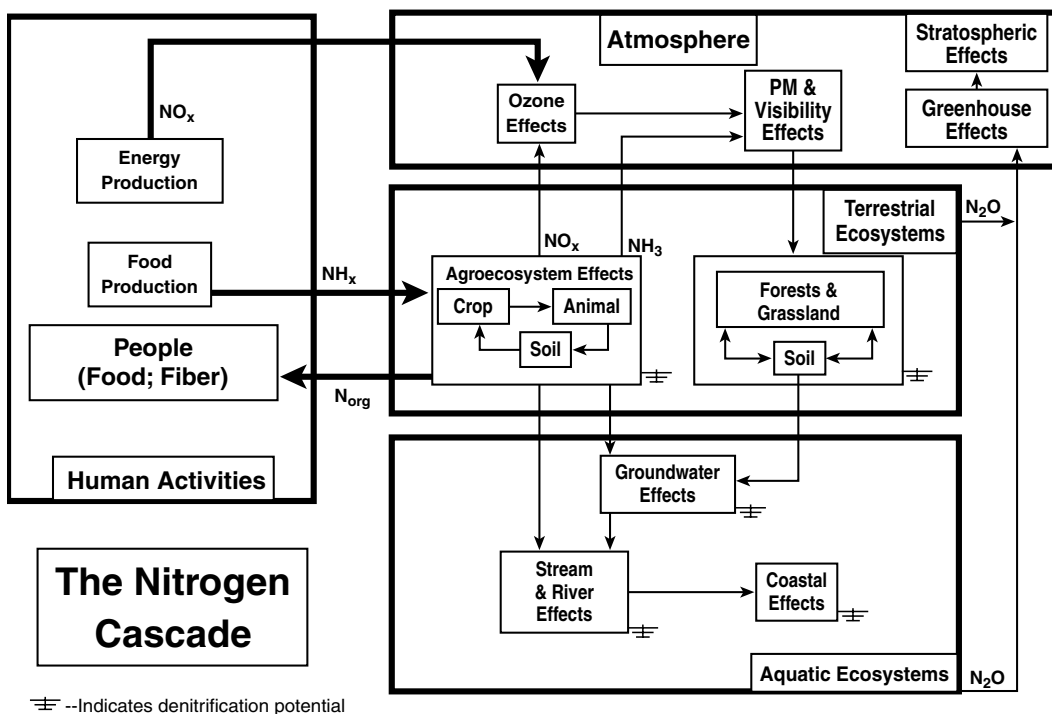 Atmosphere
Stratospheric
Effects
PM &
Visibility
Effects
Ozone
Effects
Greenhouse
Effects
NOx
Energy
Production
Terrestrial
Ecosystems
N2O
NOx
NH3
Food
Production
NHx
Agroecosystem Effects
Crop
Animal
Soil
Forests &
Grassland
Soil
People
(Food; Fiber)
Norg
Human Activities
Groundwater
Effects
Stream
& River
Effects
Coastal
Effects
Aquatic Ecosystems
N2O
The Nitrogen
Cascade
--Indicates denitrification potential